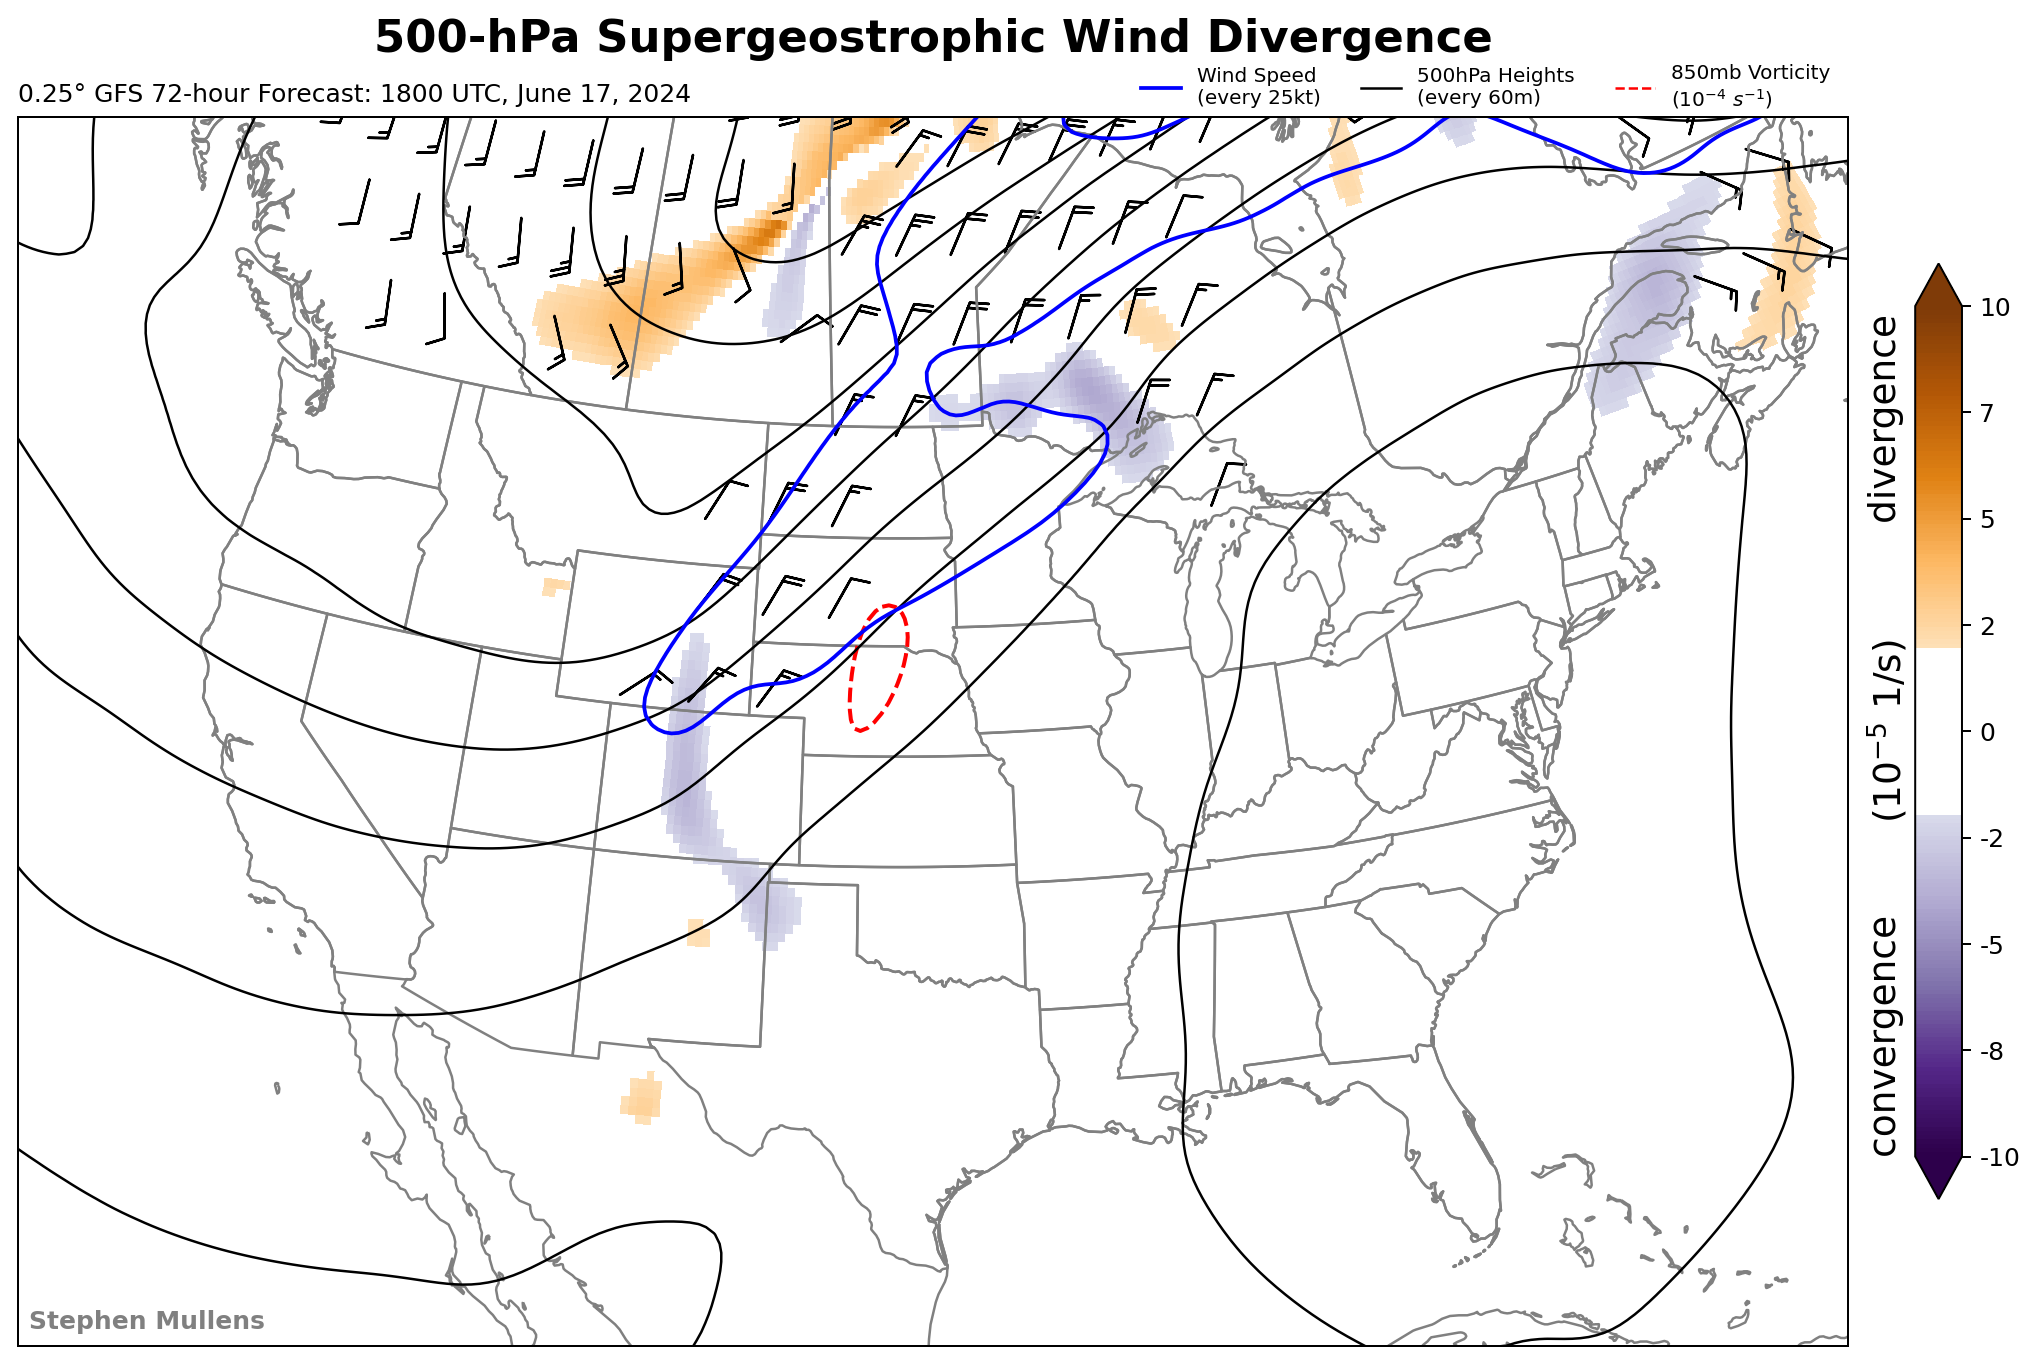 500-hPa Supergeostrophic Wind Divergence
0.25° GFS 72-hour Forecast: 1800 UTC, June 17, 2024
Wind Speed
(every 25kt)
500hPa Heights
(every 60m)
850mb Vorticity
(10⁻⁴ s⁻¹)
10
7
5
2
0
-2
-5
-8
-10
convergence (10⁻⁵ 1/s) divergence
Stephen Mullens